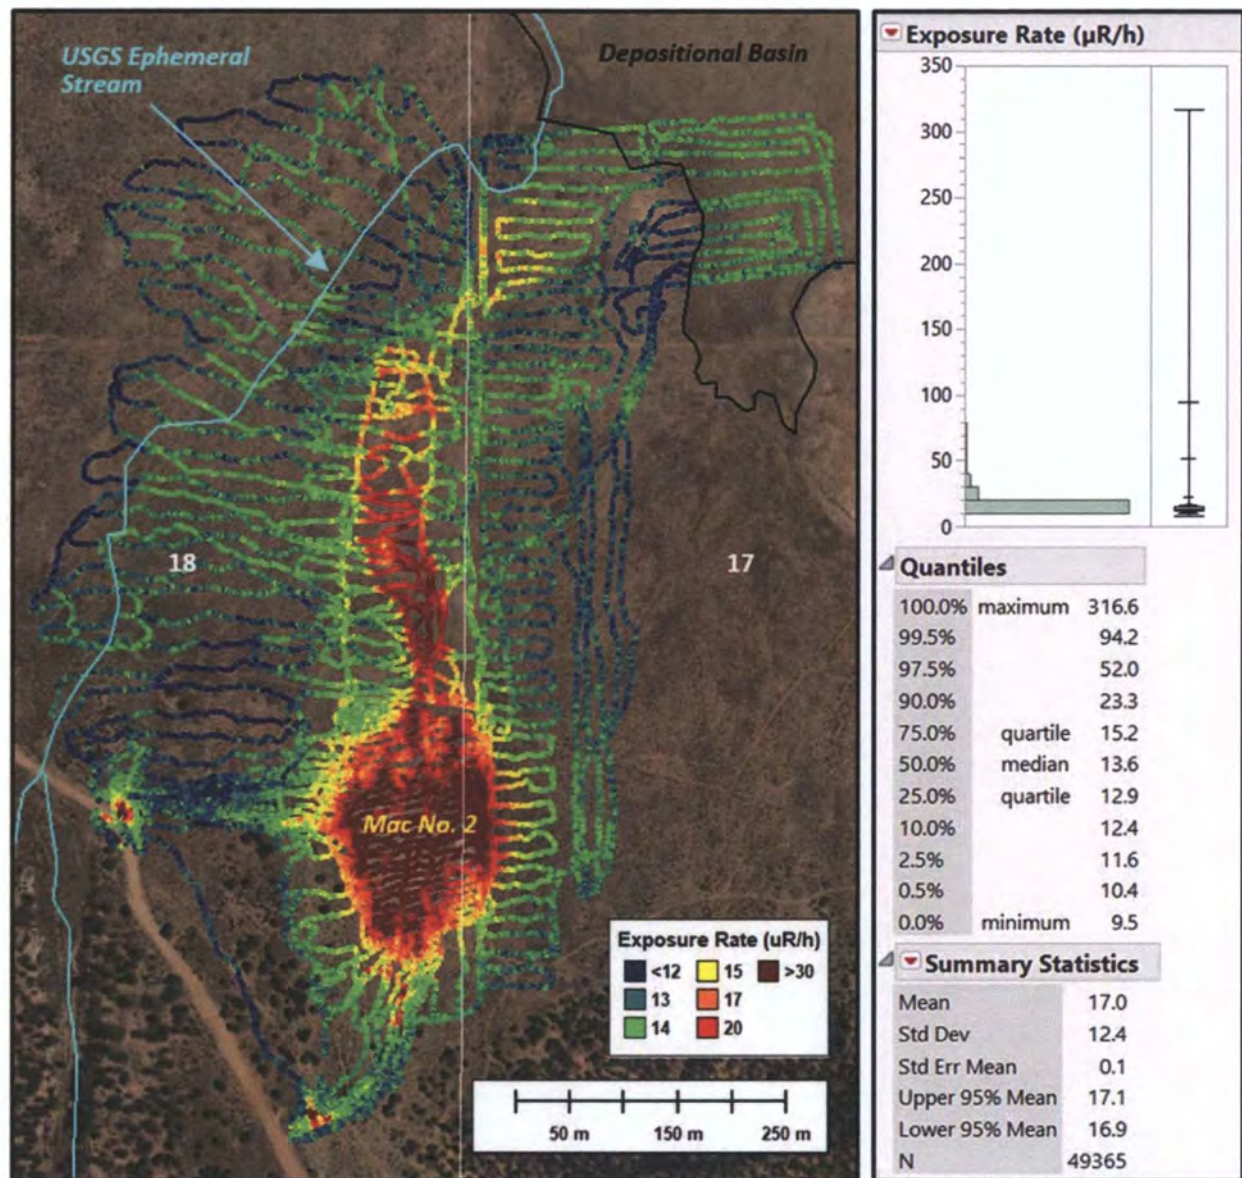 USGS Ephemeral
Stream
Depositional Basin
18
17
Mac No. 2
Exposure Rate (uR/h)
<12 15 >30
13 17
14 20
50 m 150 m 250 m
Exposure Rate (µR/h)
350
300
250
200
150
100
50
0
Quantiles
100.0% maximum 316.6
99.5% 94.2
97.5% 52.0
90.0% 23.3
75.0% quartile 15.2
50.0% median 13.6
25.0% quartile 12.9
10.0% 12.4
2.5% 11.6
0.5% 10.4
0.0% minimum 9.5
Summary Statistics
Mean 17.0
Std Dev 12.4
Std Err Mean 0.1
Upper 95% Mean 17.1
Lower 95% Mean 16.9
N 49365